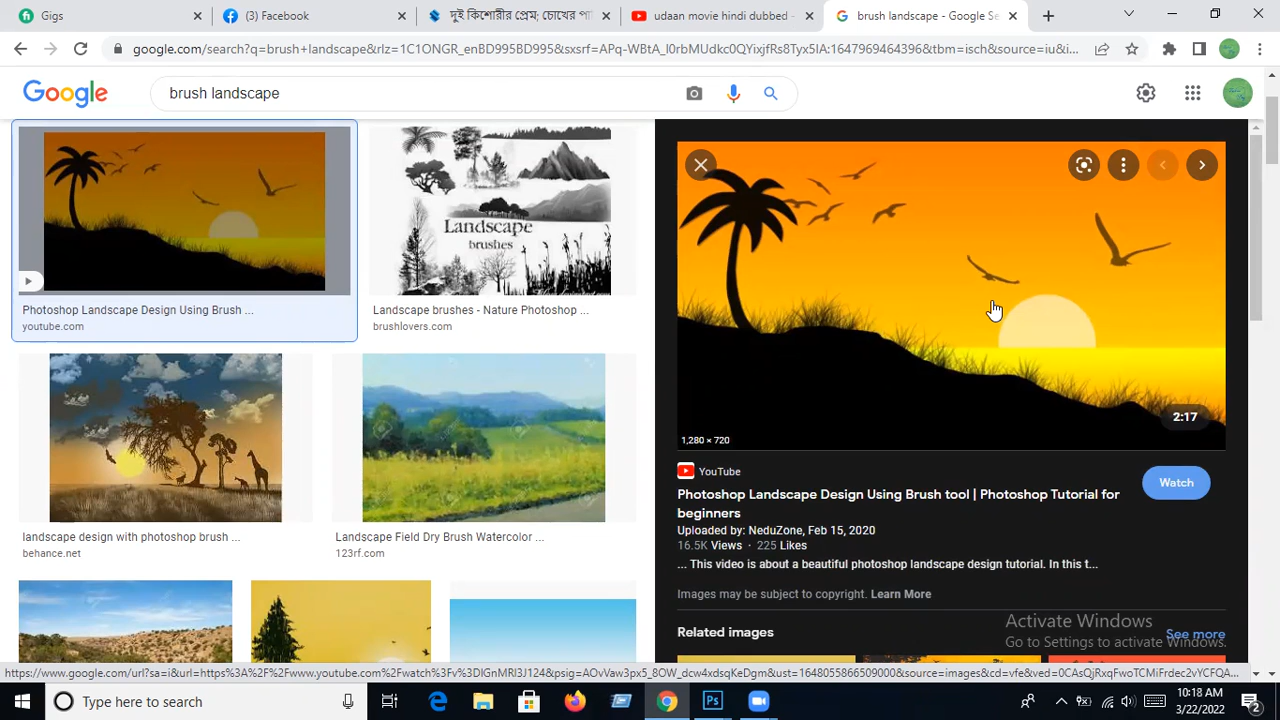 Gigs
(3) Facebook
দুই কিশোরীর প্রেম; চোখের পা
udaan movie hindi dubbed -
brush landscape - Google Se
google.com/search?q=brush+landscape&rlz=1C1ONGR_enBD995BD995&sxsrf=APq-WBtA_l0rbMUdkc0QYixjfRs8Tyx5lA:1647969464396&tbm=isch&source=iu&i...
Google
brush landscape
Landscape
brushes
Photoshop Landscape Design Using Brush ...
youtube.com
Landscape brushes - Nature Photoshop ...
brushlovers.com
landscape design with photoshop brush ...
behance.net
Landscape Field Dry Brush Watercolor ...
123rf.com
2:17
1,280 × 720
YouTube
Watch
Photoshop Landscape Design Using Brush tool | Photoshop Tutorial for
beginners
Uploaded by: NeduZone, Feb 15, 2020
16.5K Views · 225 Likes
... This video is about a beautiful photoshop landscape design tutorial. In this t...
Images may be subject to copyright. Learn More
Related images
See more
Activate Windows
Go to Settings to activate Windows.
Type here to search
Ps
10:18 AM
3/22/2022
2